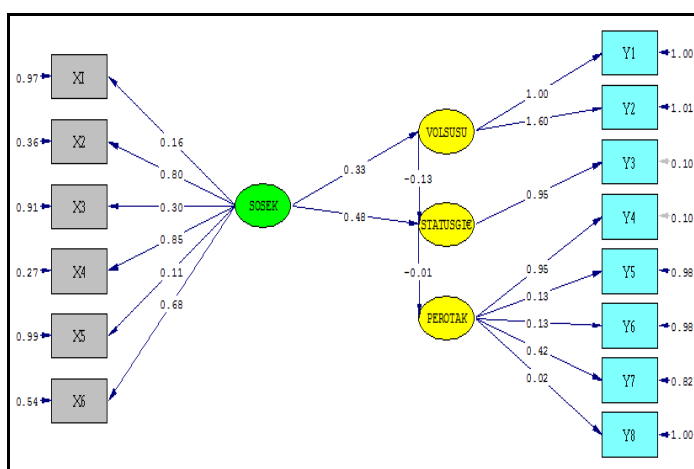 0.97 X1
0.36 X2
0.91 X3
0.27 X4
0.99 X5
0.54 X6
0.16
0.80
0.30
0.85
0.11
0.68
SOSEK
0.33
0.48
VOLSUSU
-0.13
STATUSGI€
-0.01
PEROTAK
1.00
1.60
0.95
0.95
0.13
0.13
0.42
0.02
Y1 1.00
Y2 1.01
Y3 0.10
Y4 0.10
Y5 0.98
Y6 0.98
Y7 0.82
Y8 1.00